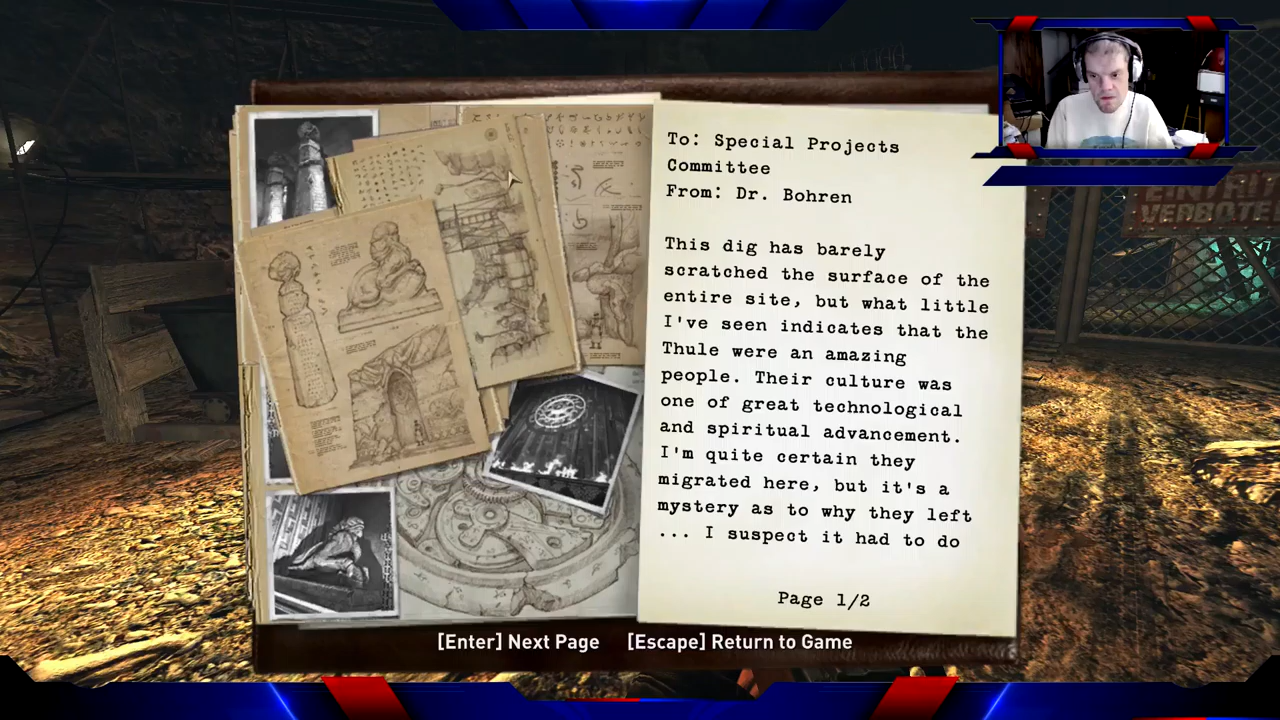 To: Special Projects
Committee
From: Dr. Bohren
This dig has barely
scratched the surface of the
entire site, but what little
I've seen indicates that the
Thule were an amazing
people. Their culture was
one of great technological
and spiritual advancement.
I'm quite certain they
migrated here, but it's a
mystery as to why they left
... I suspect it had to do
Page 1/2
[Enter] Next Page [Escape] Return to Game
VERBOTE